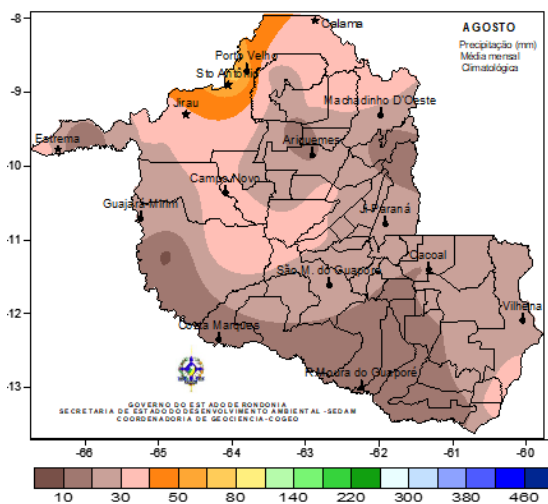 AGOSTO
Precipitação (mm)
Média mensal
Climatológica
Calama
Porto Velho
Sto Antônio
Jirau
Machadinho D'Oeste
Estrema
Ariquemes
Campo Novo
Guajará-Mirim
Ji-Paraná
Cacoal
São M. do Guaporé
Vilhena
Costa Marques
R.Moura do Guaporé
GOVERNO DO ESTADO DE RONDONIA
SECRETARIA DE ESTADO DO DESENVOLVIMENTO AMBIENTAL -SEDAM
COORDENADORIA DE GEOCIENCIA-COGEO
-8
-9
-10
-11
-12
-13
-66 -65 -64 -63 -62 -61 -60
10 30 50 80 140 220 300 380 460